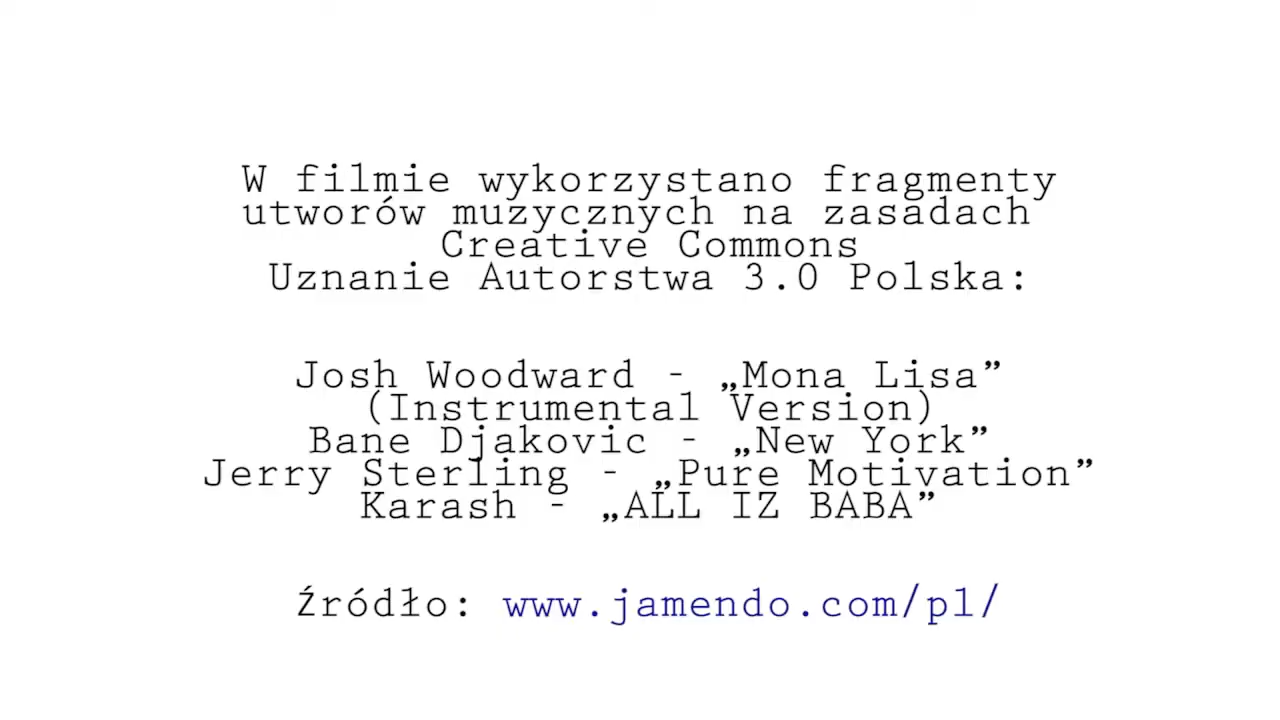 W filmie wykorzystano fragmenty
utworów muzycznych na zasadach
Creative Commons
Uznanie Autorstwa 3.0 Polska:
Josh Woodward - „Mona Lisa”
(Instrumental Version)
Bane Djakovic - „New York”
Jerry Sterling - „Pure Motivation”
Karash - „ALL IZ BABA”
Źródło: www.jamendo.com/pl/